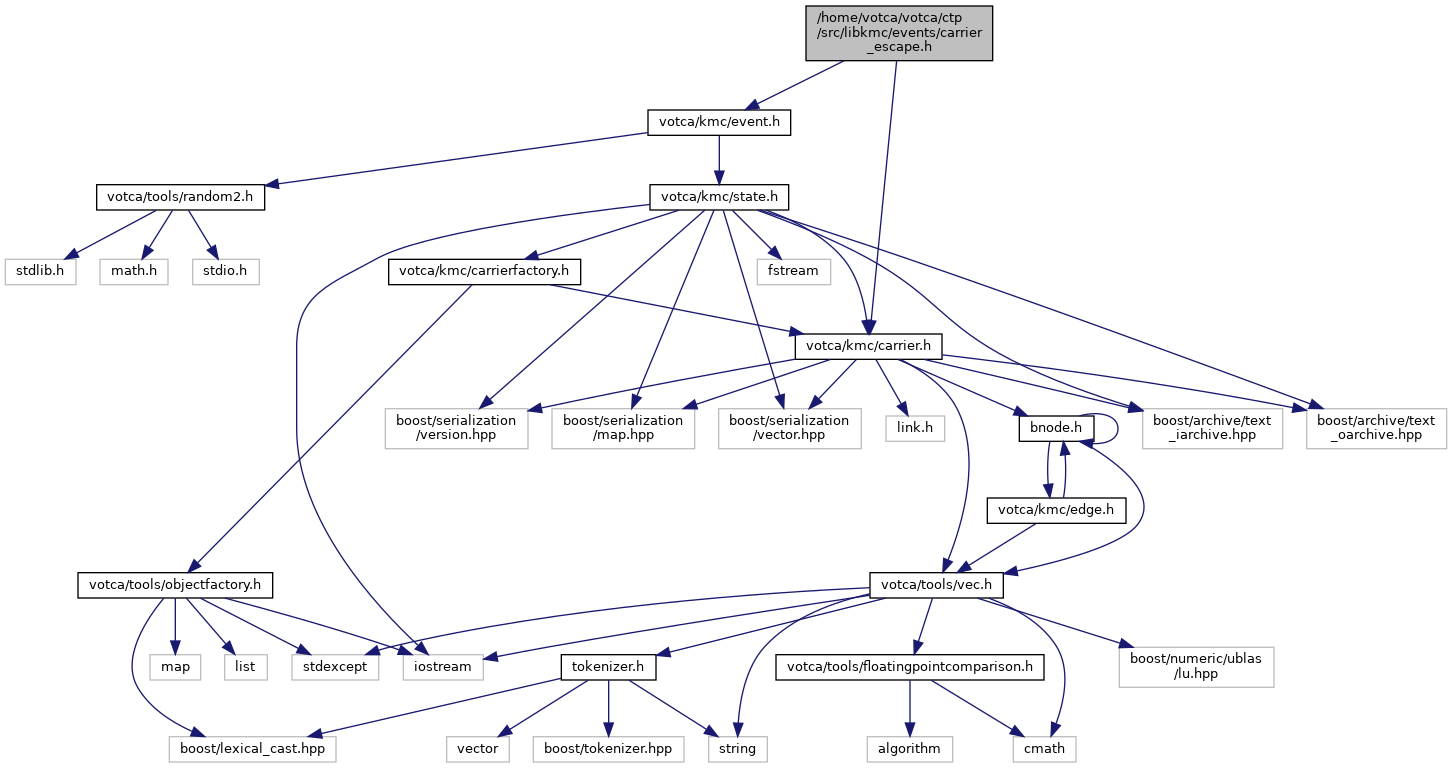 /home/votca/votca/ctp
/src/libkmc/events/carrier
_escape.h
votca/kmc/event.h
votca/tools/random2.h
votca/kmc/state.h
stdlib.h
math.h
stdio.h
votca/kmc/carrierfactory.h
fstream
votca/kmc/carrier.h
boost/serialization
/version.hpp
boost/serialization
/map.hpp
boost/serialization
/vector.hpp
link.h
bnode.h
boost/archive/text
_iarchive.hpp
boost/archive/text
_oarchive.hpp
votca/kmc/edge.h
votca/tools/objectfactory.h
votca/tools/vec.h
map
list
stdexcept
iostream
tokenizer.h
votca/tools/floatingpointcomparison.h
boost/numeric/ublas
/lu.hpp
boost/lexical_cast.hpp
vector
boost/tokenizer.hpp
string
algorithm
cmath